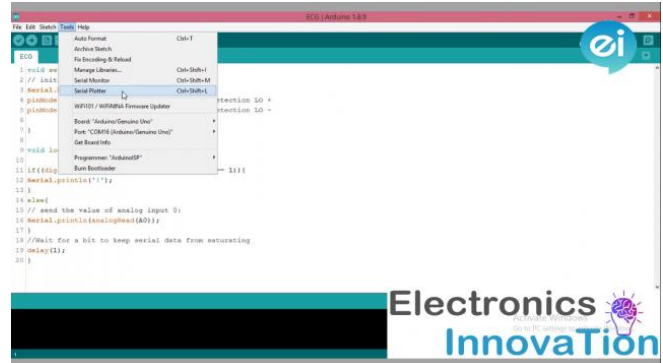 ECG | Arduino 1.8.9
File Edit Sketch Tools Help
Auto Format Ctrl+T
Archive Sketch
Fix Encoding & Reload
Manage Libraries... Ctrl+Shift+I
Serial Monitor Ctrl+Shift+M
Serial Plotter Ctrl+Shift+L
WiFi101 / WiFiNINA Firmware Updater
Board: "Arduino/Genuino Uno"
Port: "COM16 (Arduino/Genuino Uno)"
Get Board Info
Programmer: "ArduinoISP"
Burn Bootloader
ei
ECG
1 void se
2 // init
3 Serial.
4 pinMode tection LO +
5 pinMode tection LO -
6
7 }
8
9 void lo
10
11 if((dig == 1)){
12 Serial.println('!');
13 }
14 else{
15 // send the value of analog input 0:
16 Serial.println(analogRead(A0));
17 }
18 //Wait for a bit to keep serial data from saturating
19 delay(1);
20 }
Electronics
Activate Windows
Go to PC settings to
InnovaTion
1